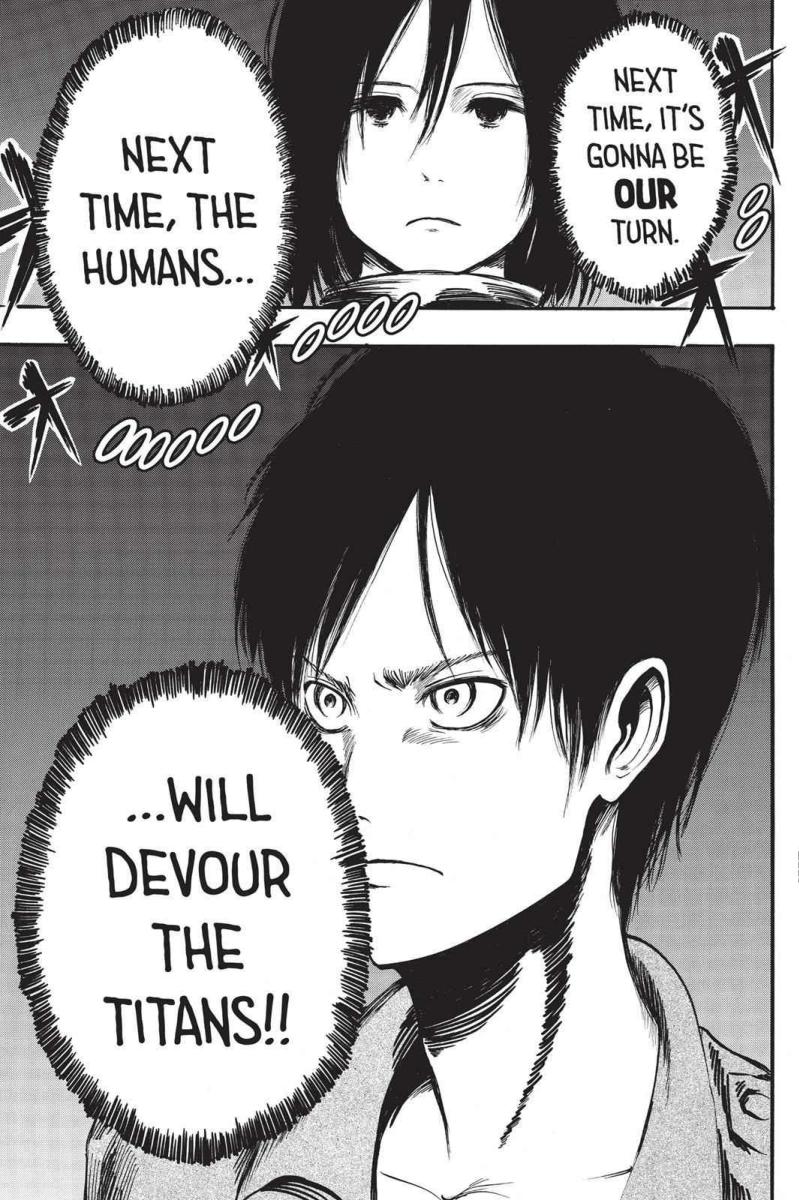 NEXT
TIME, IT'S
GONNA BE
OUR
TURN.
NEXT
TIME, THE
HUMANS...
...WILL
DEVOUR
THE
TITANS!!